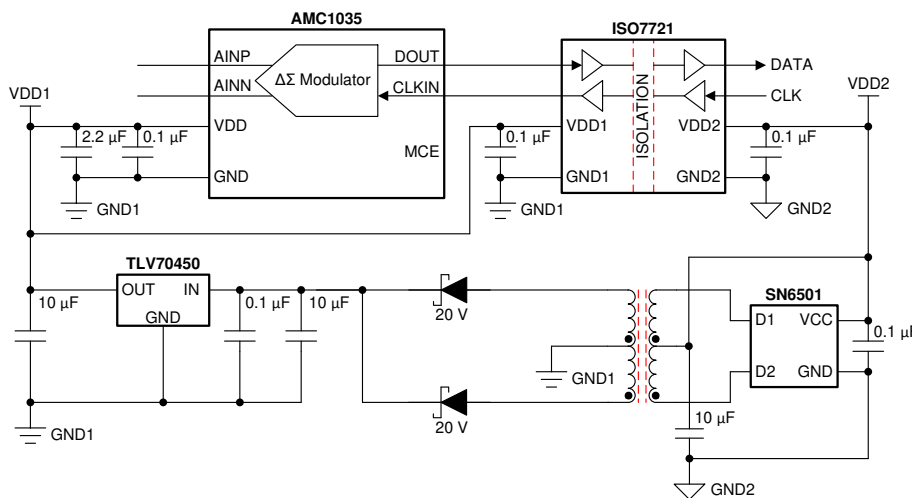 AMC1035
ISO7721
AINP
DOUT
DATA
ΔΣ Modulator
AINN
CLKIN
CLK
VDD1
VDD2
ISOLATION
2.2 µF
0.1 µF
VDD
0.1 µF
VDD1
VDD2
0.1 µF
MCE
GND
GND1
GND2
GND1
GND1
GND2
TLV70450
SN6501
10 µF
OUT
IN
0.1 µF
10 µF
GND
20 V
D1
VCC
0.1 µF
GND1
D2
GND
20 V
10 µF
GND1
GND2